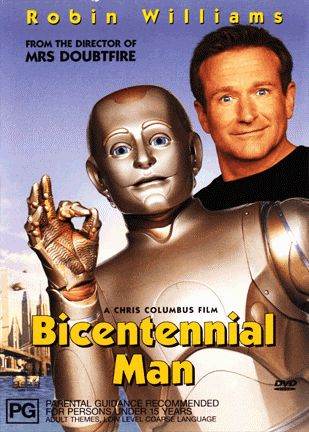 Robin Williams
FROM THE DIRECTOR OF
MRS DOUBTFIRE
A CHRIS COLUMBUS FILM
Bicentennial
Man
DVD
PG
PARENTAL GUIDANCE RECOMMENDED
FOR PERSONS UNDER 15 YEARS
ADULT THEMES, LOW LEVEL COARSE LANGUAGE